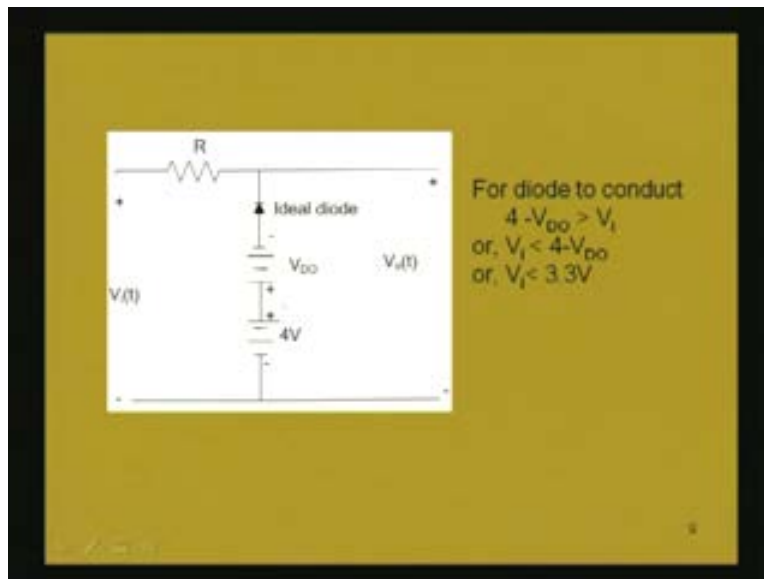 R
+
+
Ideal diode
-
V_DO
V_o(t)
V_i(t)
+
+
4V
-
-
-
For diode to conduct
4 -V_DO > V_I
or, V_I < 4-V_DO
or, V_I < 3.3V